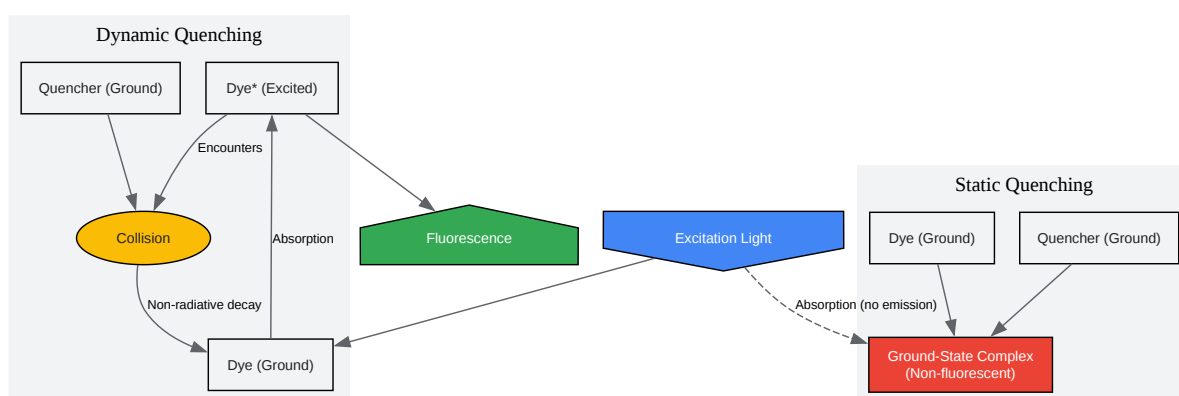 Dynamic Quenching
Quencher (Ground)
Dye* (Excited)
Encounters
Static Quenching
Collision
Absorption
Fluorescence
Excitation Light
Dye (Ground)
Quencher (Ground)
Non-radiative decay
Absorption (no emission)
Dye (Ground)
Ground-State Complex
(Non-fluorescent)